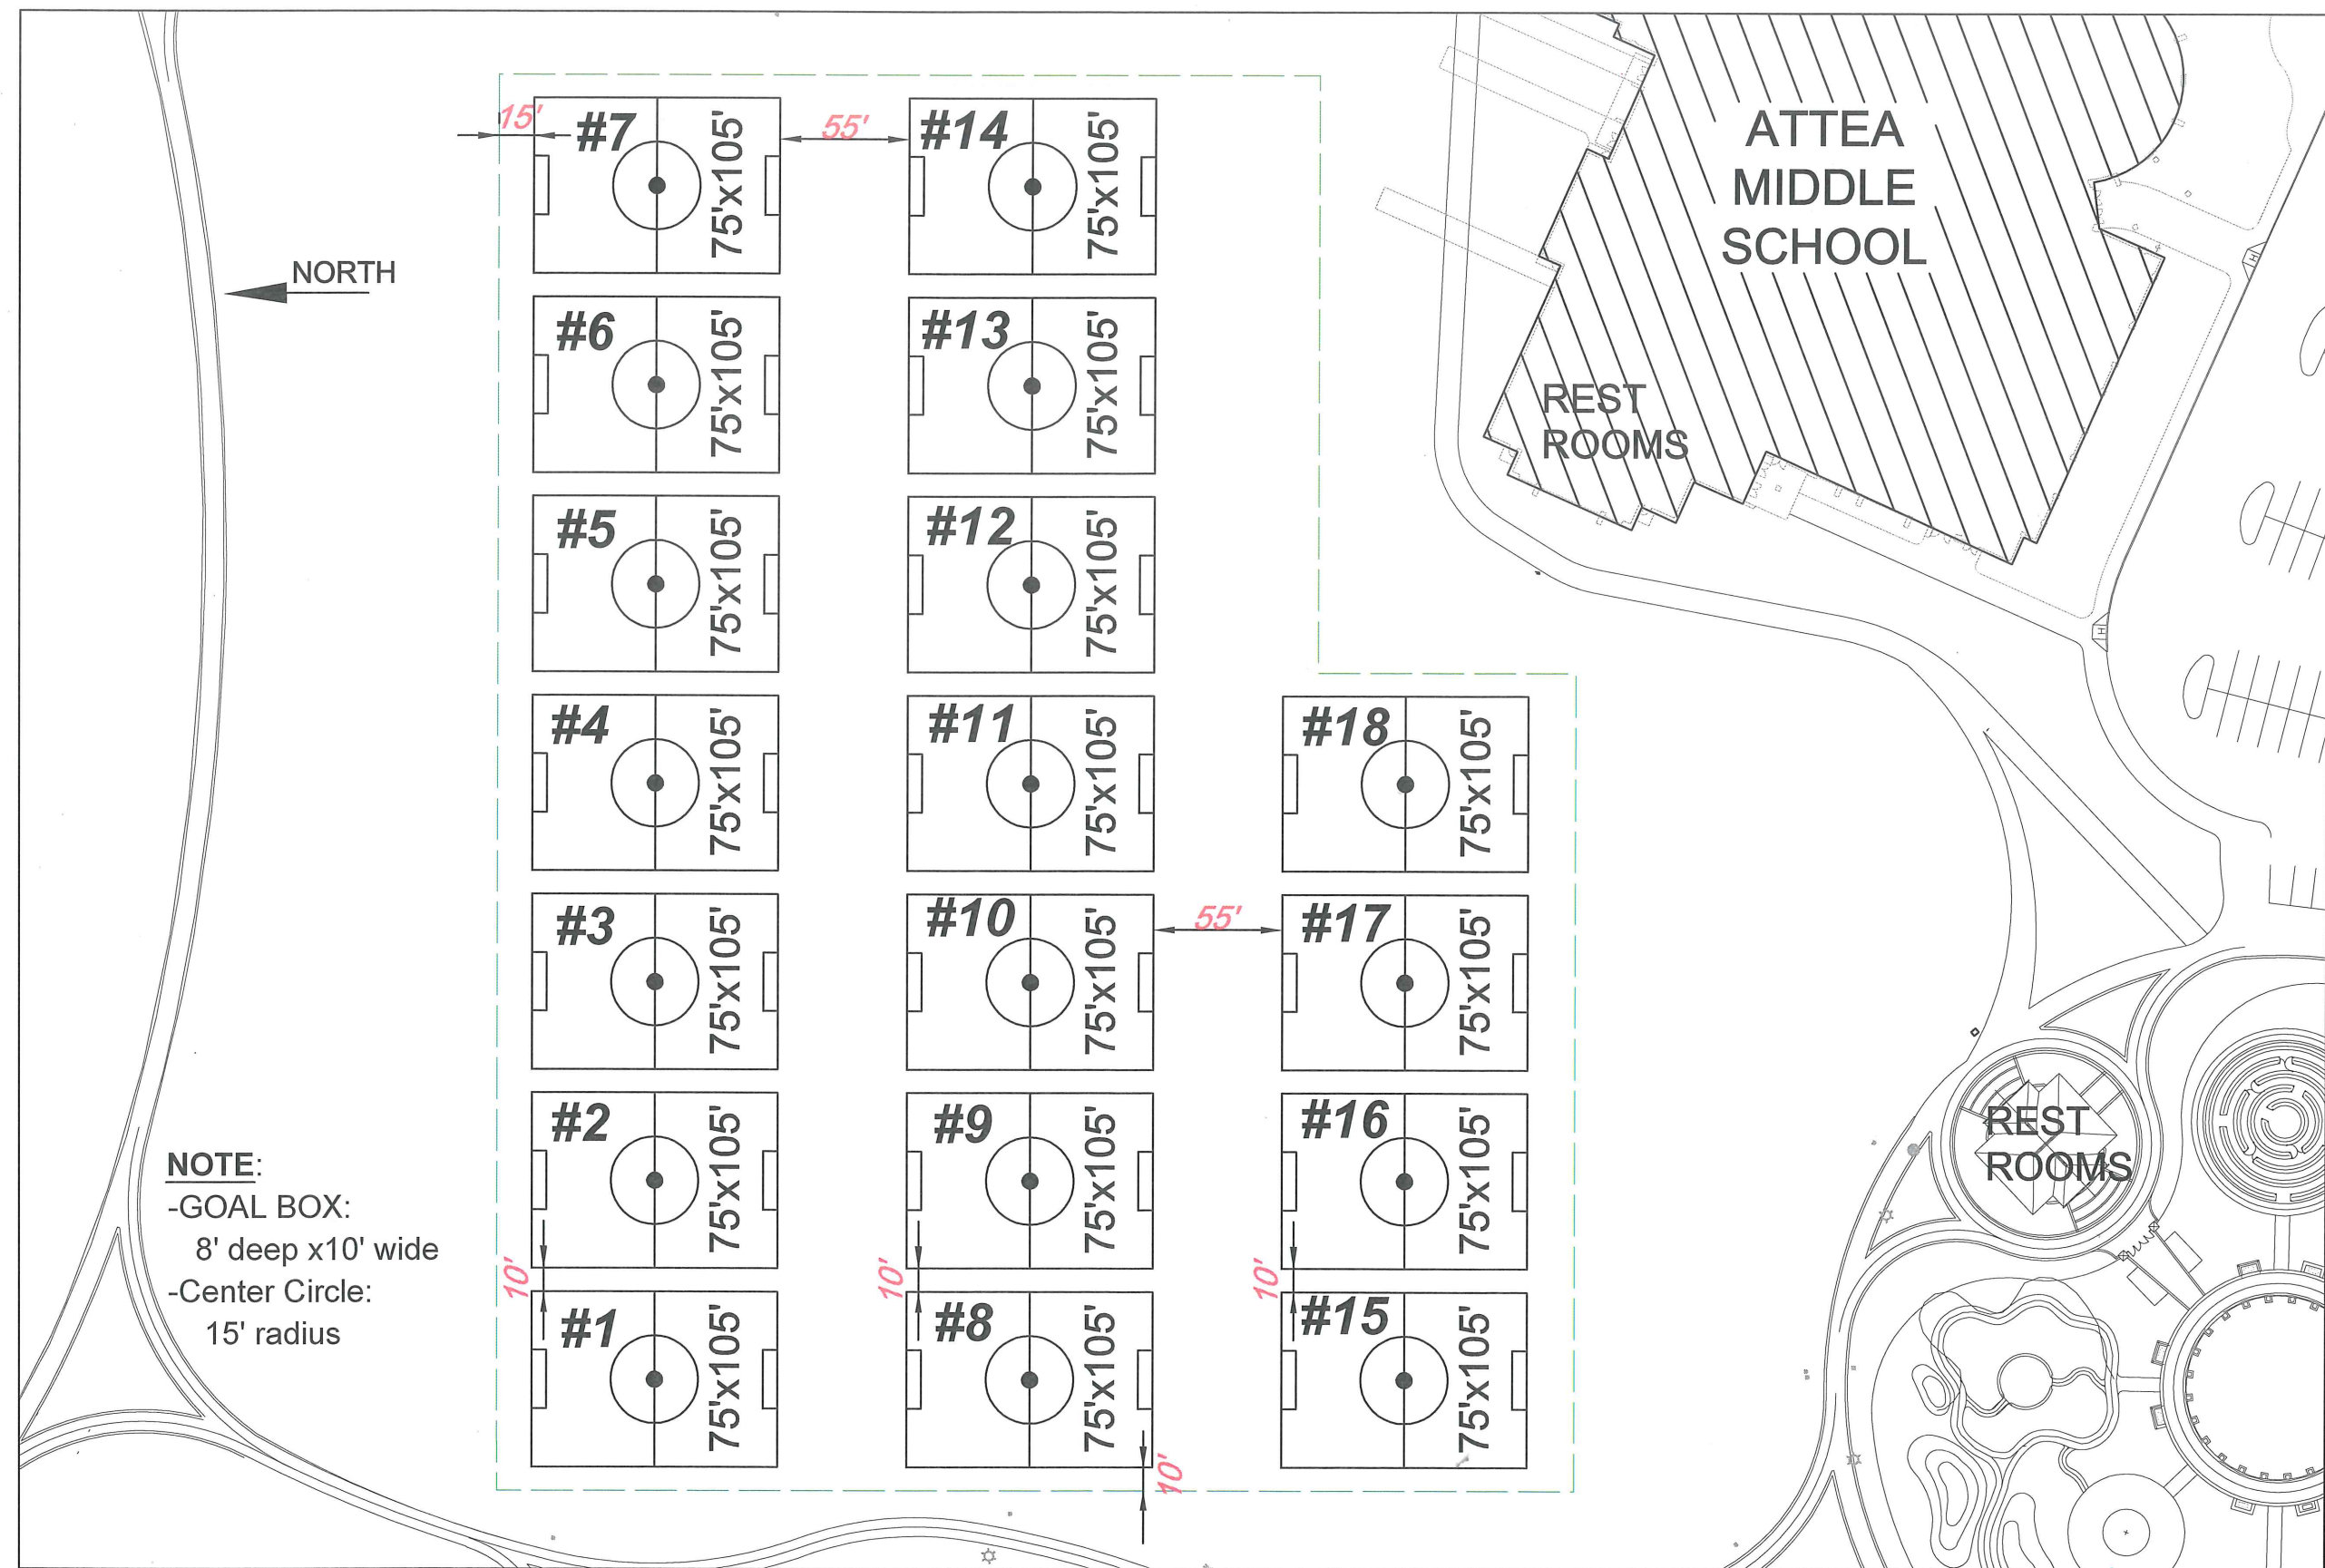 15'
#7
75'x105'
55'
#14
75'x105'
ATTEA
MIDDLE
SCHOOL
NORTH
#6
75'x105'
#13
75'x105'
REST
ROOMS
#5
75'x105'
#12
75'x105'
#4
75'x105'
#11
75'x105'
#18
75'x105'
#3
75'x105'
#10
75'x105'
55'
#17
75'x105'
#2
75'x105'
#9
75'x105'
#16
75'x105'
REST
ROOMS
NOTE:
-GOAL BOX:
8' deep x10' wide
-Center Circle:
15' radius
10'
10'
10'
#1
75'x105'
#8
75'x105'
#15
75'x105'
10'
H
H